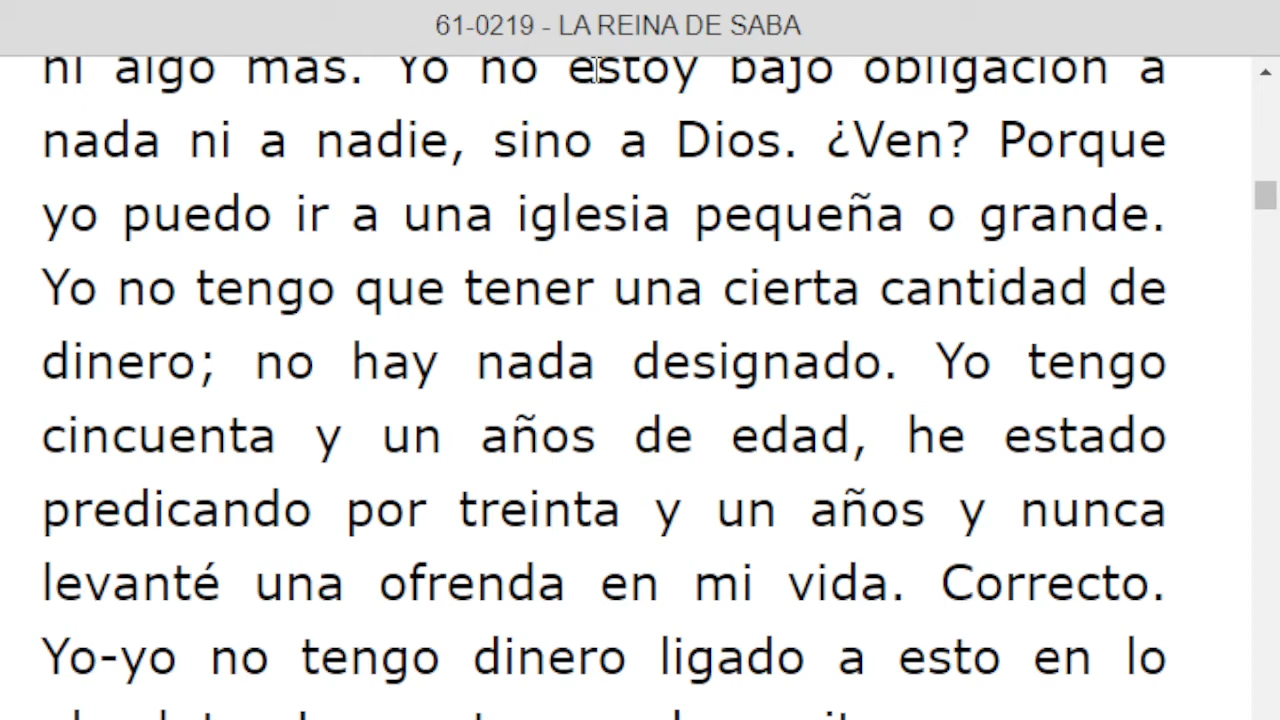 61-0219 - LA REINA DE SABA
ni algo más. Yo no estoy bajo obligación a
nada ni a nadie, sino a Dios. ¿Ven? Porque
yo puedo ir a una iglesia pequeña o grande.
Yo no tengo que tener una cierta cantidad de
dinero; no hay nada designado. Yo tengo
cincuenta y un años de edad, he estado
predicando por treinta y un años y nunca
levanté una ofrenda en mi vida. Correcto.
Yo-yo no tengo dinero ligado a esto en lo